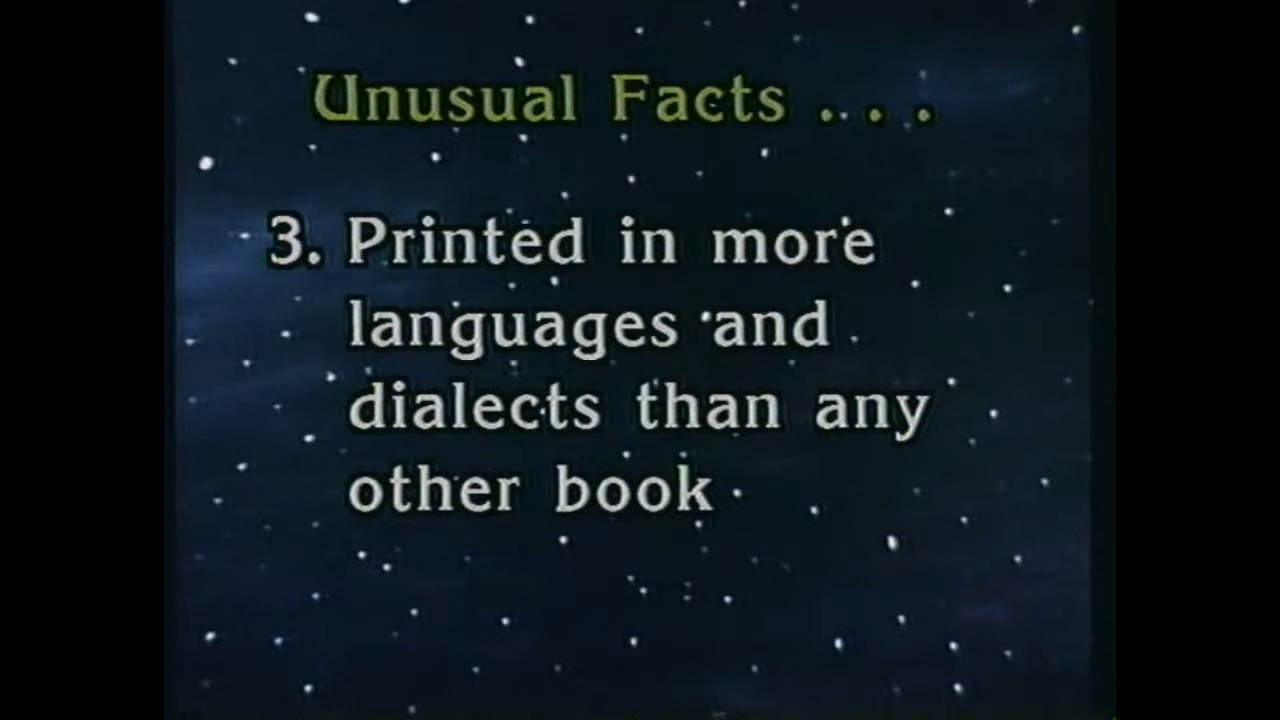 Unusual Facts . . .
3. Printed in more
languages and
dialects than any
other book